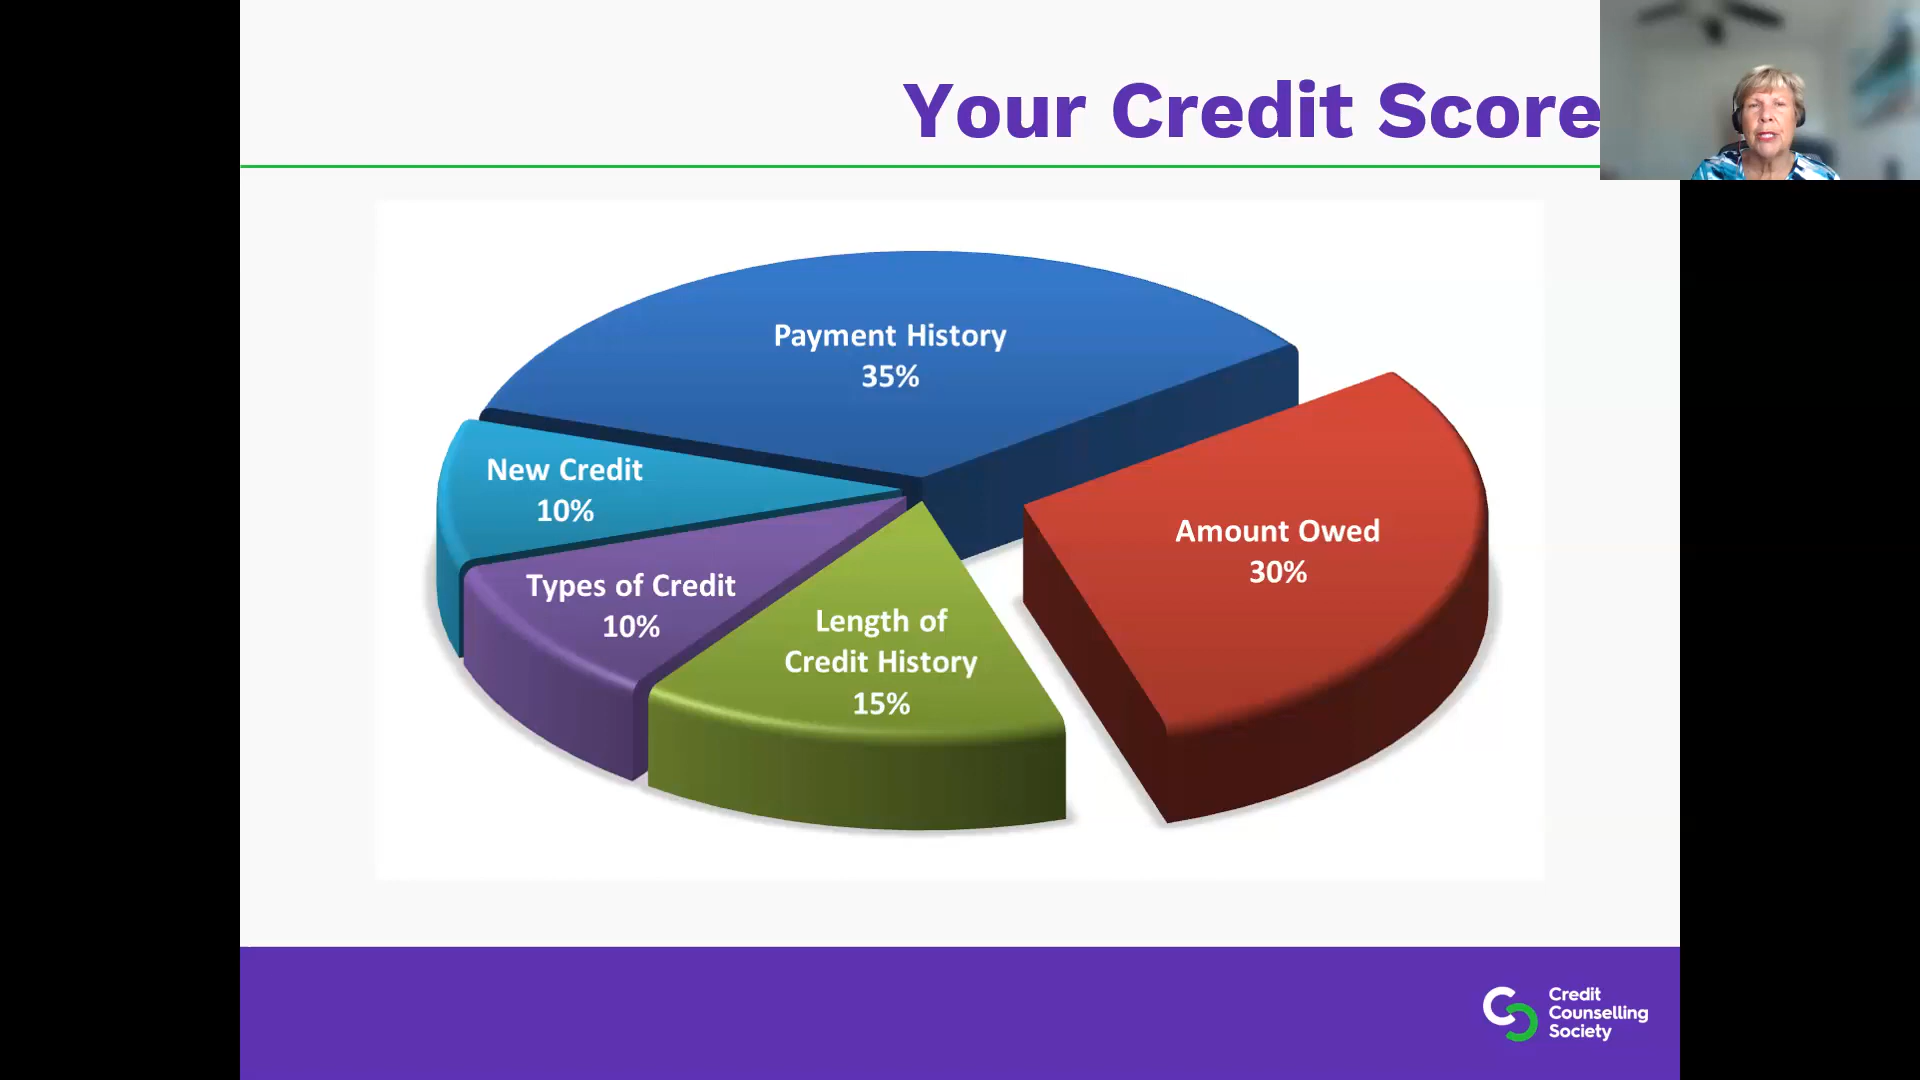 Your Credit Score
Payment History
35%
New Credit
10%
Amount Owed
30%
Types of Credit
10%
Length of
Credit History
15%
Credit
Counselling
Society